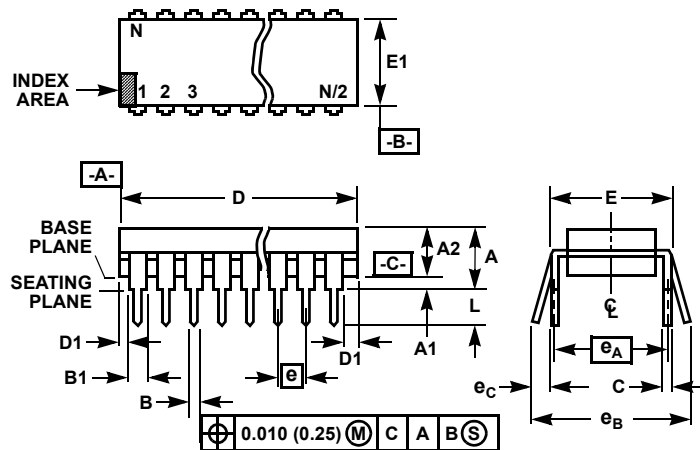 N
E1
INDEX
AREA
1 2 3 N/2
-B-
-A-
D
E
BASE
PLANE
A2
A
-C-
SEATING
PLANE
L
℄
D1
A1
D1
eA
B1
e
eC
C
B
eB
⌖ 0.010 (0.25) Ⓜ C A B Ⓢ